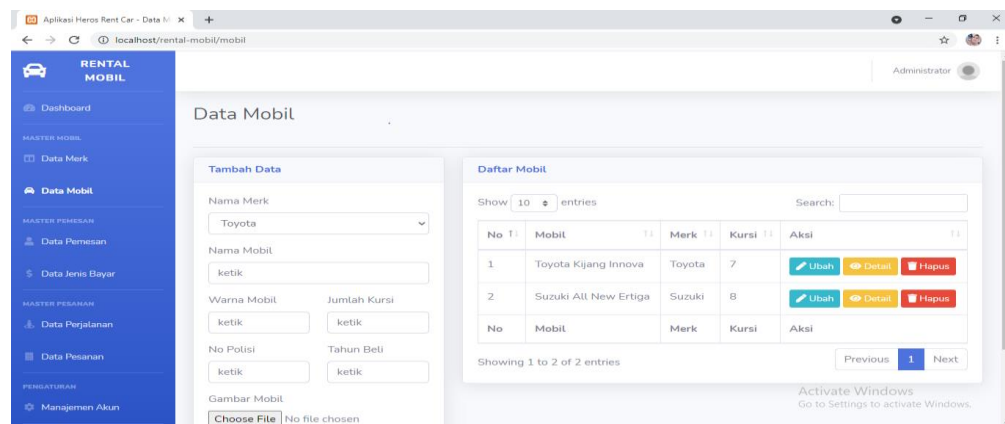 Aplikasi Heros Rent Car - Data M
localhost/rental-mobil/mobil
RENTAL
MOBIL
Administrator
Dashboard
MASTER MOBIL
Data Merk
Data Mobil
MASTER PEMESAN
Data Pemesan
Data Jenis Bayar
MASTER PESANAN
Data Perjalanan
Data Pesanan
PENGATURAN
Manajemen Akun
Data Mobil
Tambah Data
Nama Merk
Toyota
Nama Mobil
ketik
Warna Mobil Jumlah Kursi
ketik ketik
No Polisi Tahun Beli
ketik ketik
Gambar Mobil
Choose File No file chosen
Daftar Mobil
Show 10 entries Search:
No Mobil Merk Kursi Aksi
1 Toyota Kijang Innova Toyota 7 Ubah Detail Hapus
2 Suzuki All New Ertiga Suzuki 8 Ubah Detail Hapus
No Mobil Merk Kursi Aksi
Showing 1 to 2 of 2 entries Previous 1 Next
Activate Windows
Go to Settings to activate Windows.